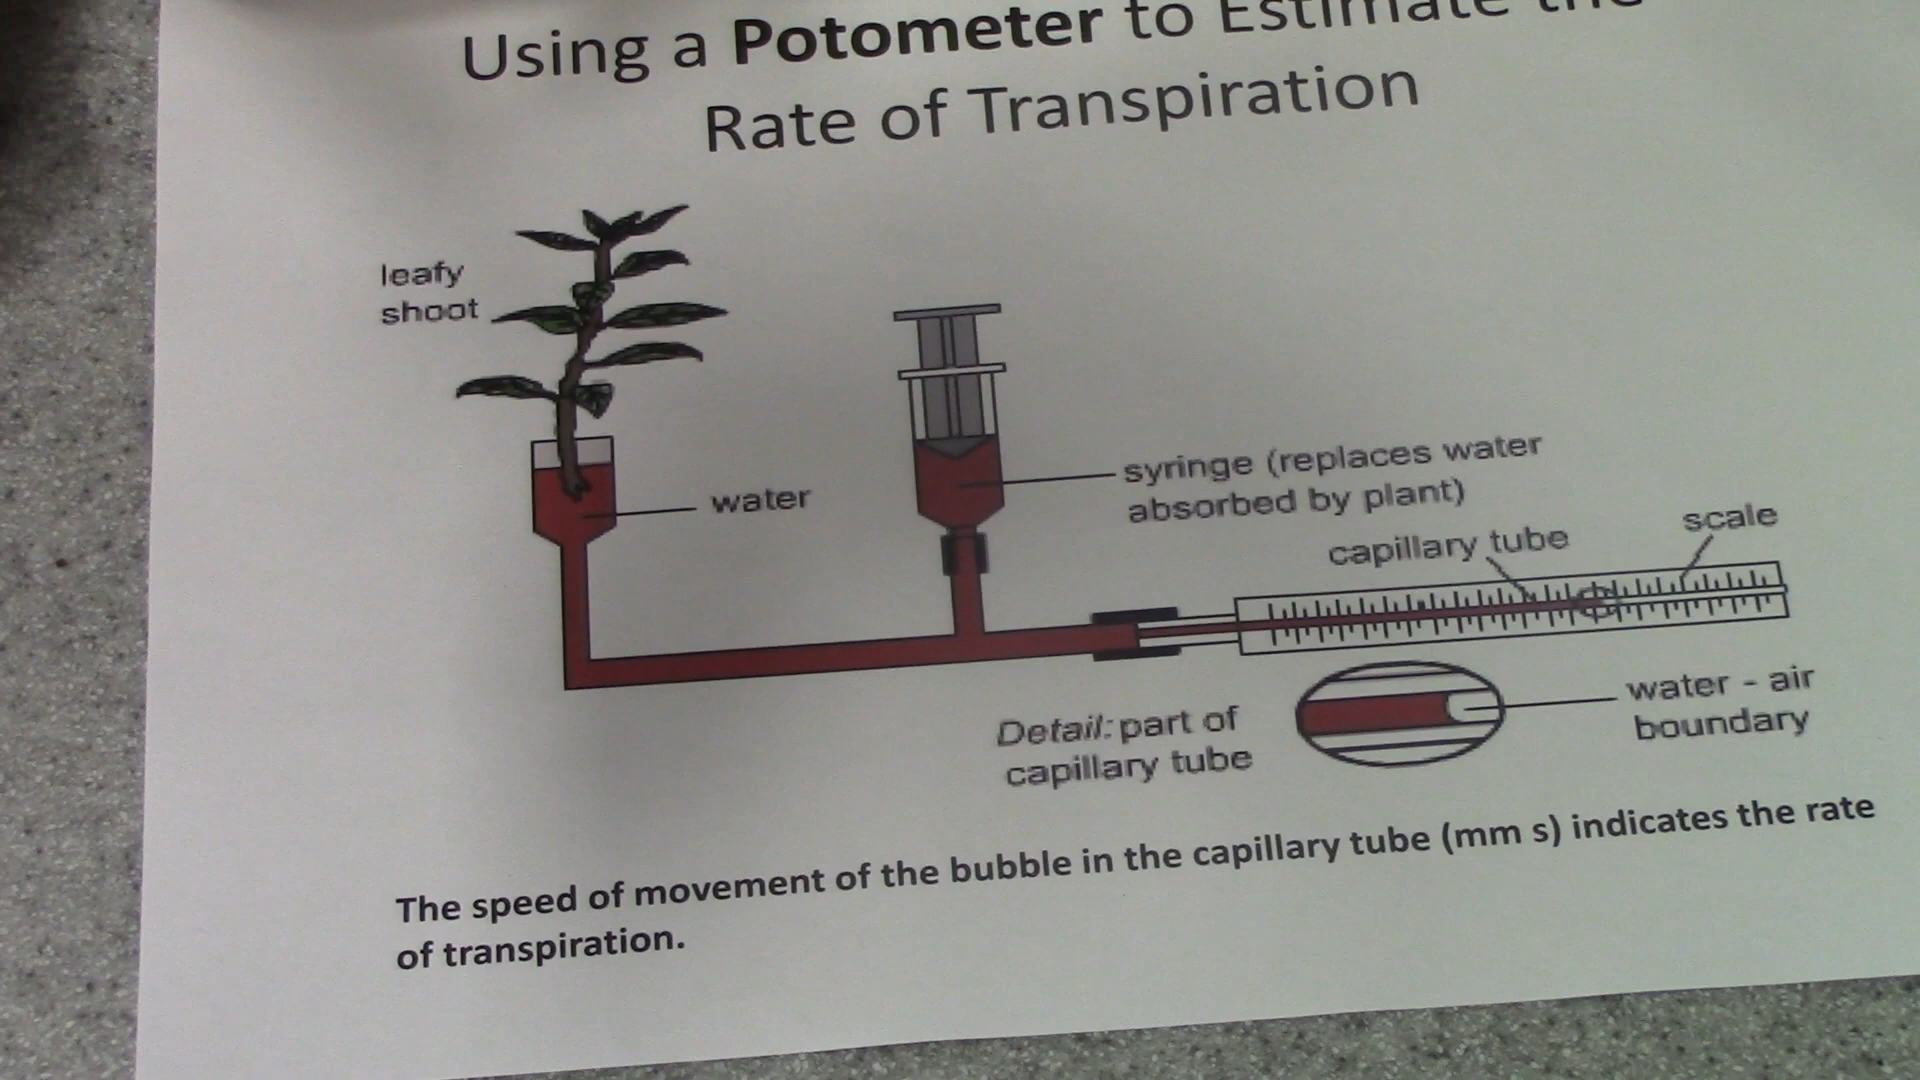 Using a Potometer to Estimate the
Rate of Transpiration
leafy
shoot
water
syringe (replaces water
absorbed by plant)
capillary tube
scale
Detail: part of
capillary tube
water - air
boundary
The speed of movement of the bubble in the capillary tube (mm s) indicates the rate
of transpiration.